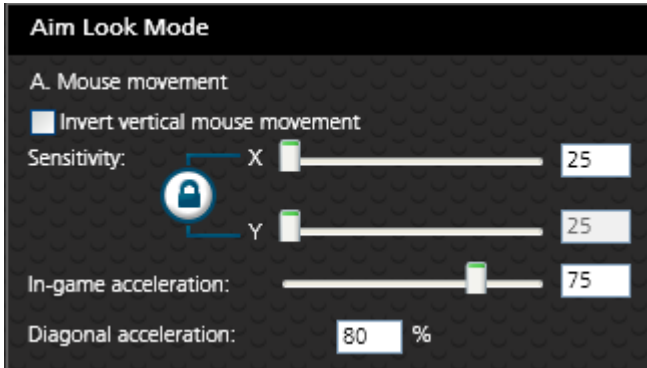 Aim Look Mode
A. Mouse movement
Invert vertical mouse movement
Sensitivity: X 25
Y 25
In-game acceleration: 75
Diagonal acceleration: 80 %